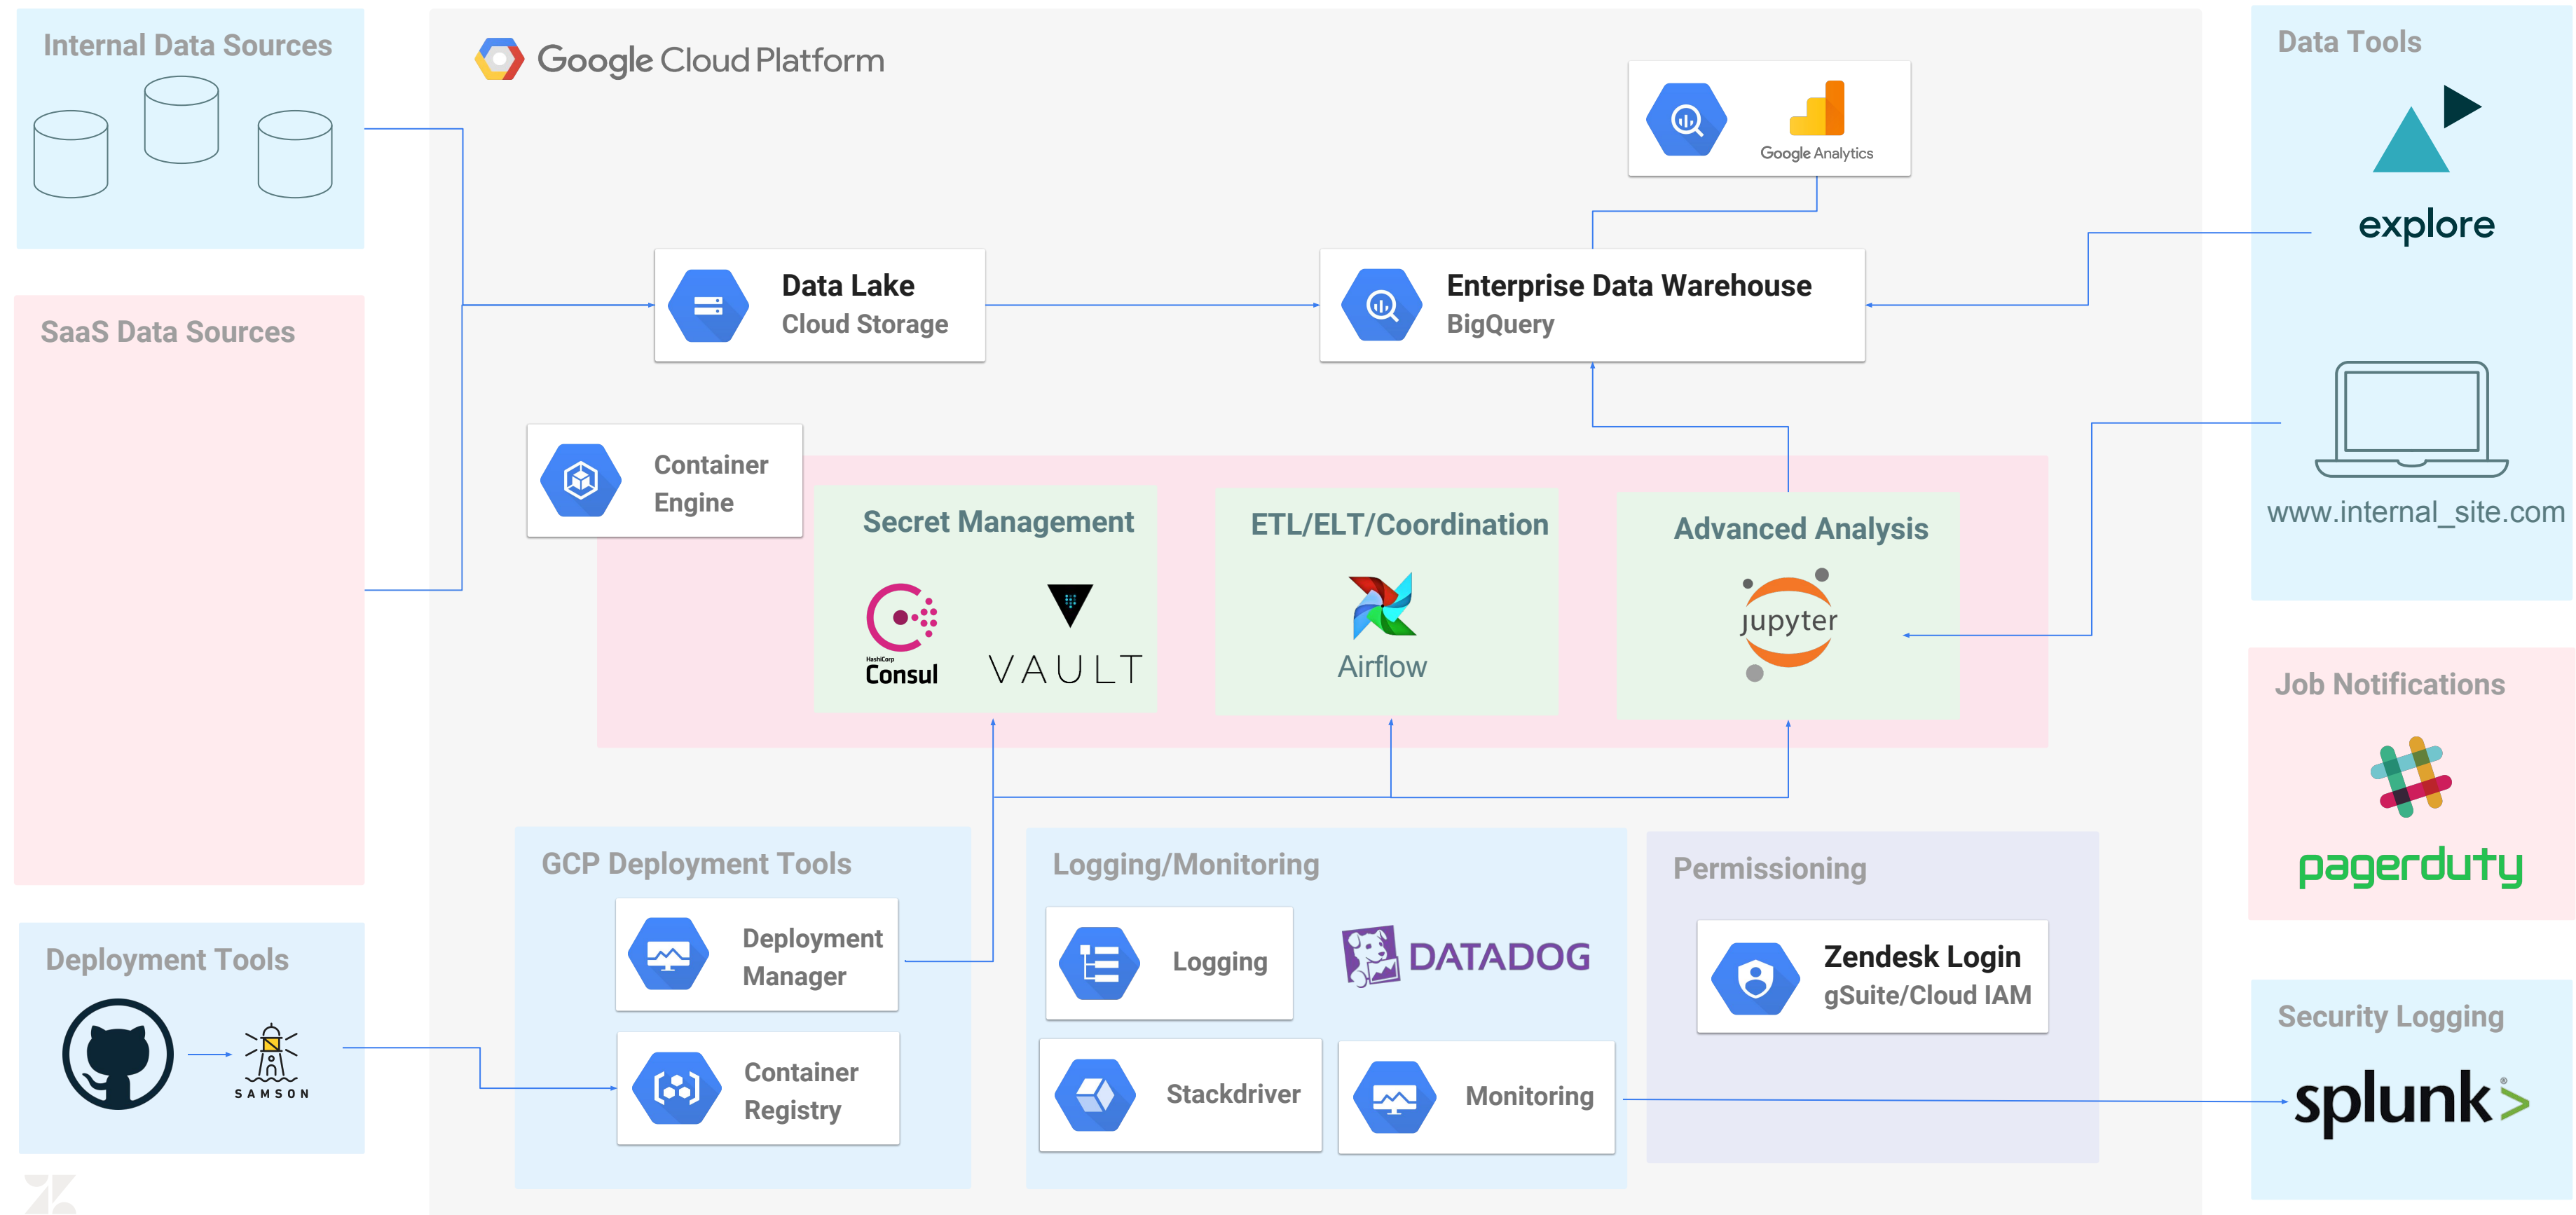 Internal Data Sources
SaaS Data Sources
Deployment Tools
SAMSON
Google Cloud Platform
Google Analytics
Data Lake
Cloud Storage
Enterprise Data Warehouse
BigQuery
Container
Engine
Secret Management
HashiCorp
Consul
VAULT
ETL/ELT/Coordination
Airflow
Advanced Analysis
jupyter
GCP Deployment Tools
Deployment
Manager
Container
Registry
Logging/Monitoring
Logging
DATADOG
Stackdriver
Monitoring
Permissioning
Zendesk Login
gSuite/Cloud IAM
Data Tools
explore
www.internal_site.com
Job Notifications
pagerduty
Security Logging
splunk>®